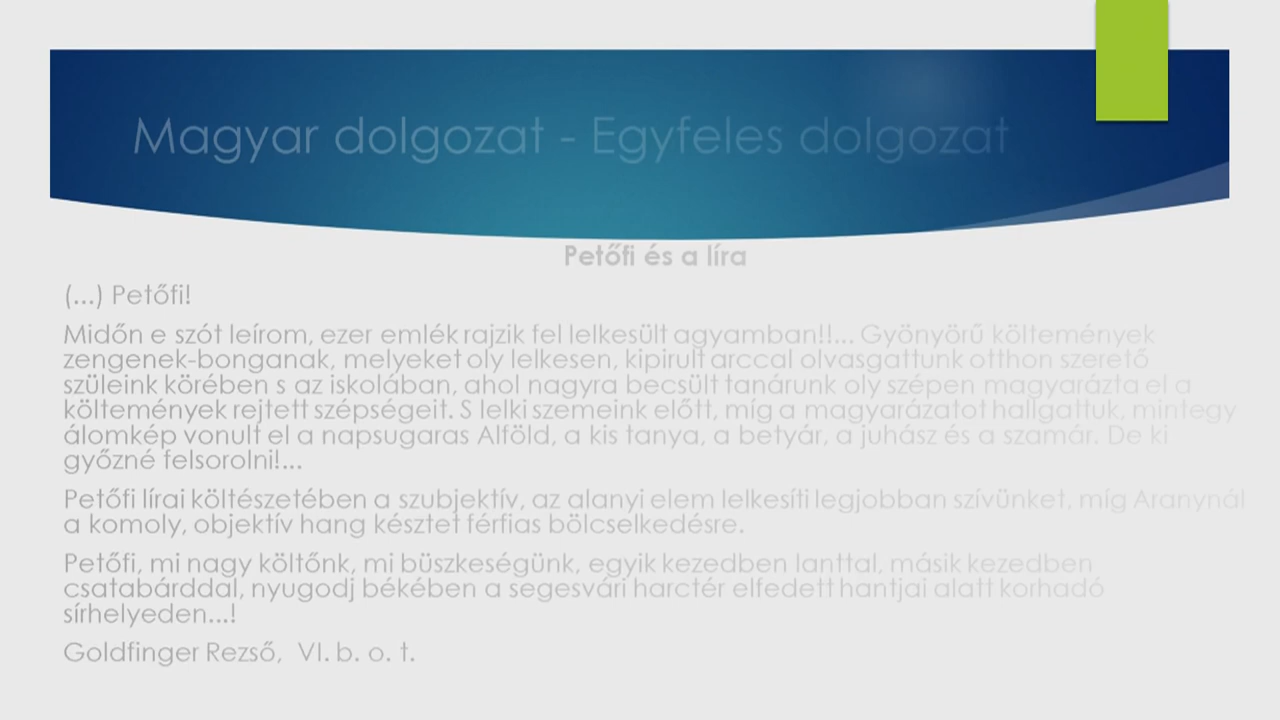 Magyar dolgozat - Egyfeles dolgozat
Petőfi és a líra
(...) Petőfi!
Midőn e szót leírom, ezer emlék rajzik fel lelkesült agyamban!!... Gyönyörű költemények
zengenek-bonganak, melyeket oly lelkesen, kipirult arccal olvasgattunk otthon szerető
szüleink körében s az iskolában, ahol nagyra becsült tanárunk oly szépen magyarázta el a
költemények rejtett szépségeit. S lelki szemeink előtt, míg a magyarázatot hallgattuk, mintegy
álomkép vonult el a napsugaras Alföld, a kis tanya, a betyár, a juhász és a szamár. De ki
győzné felsorolni!...
Petőfi lírai költészetében a szubjektív, az alanyi elem lelkesíti legjobban szívünket, míg Aranynál
a komoly, objektív hang késztet férfias bölcselkedésre.
Petőfi, mi nagy költőnk, mi büszkeségünk, egyik kezedben lanttal, másik kezedben
csatabárddal, nyugodj békében a segesvári harctér elfedett hantjai alatt korhadó
sírhelyeden...!
Goldfinger Rezső, VI. b. o. t.